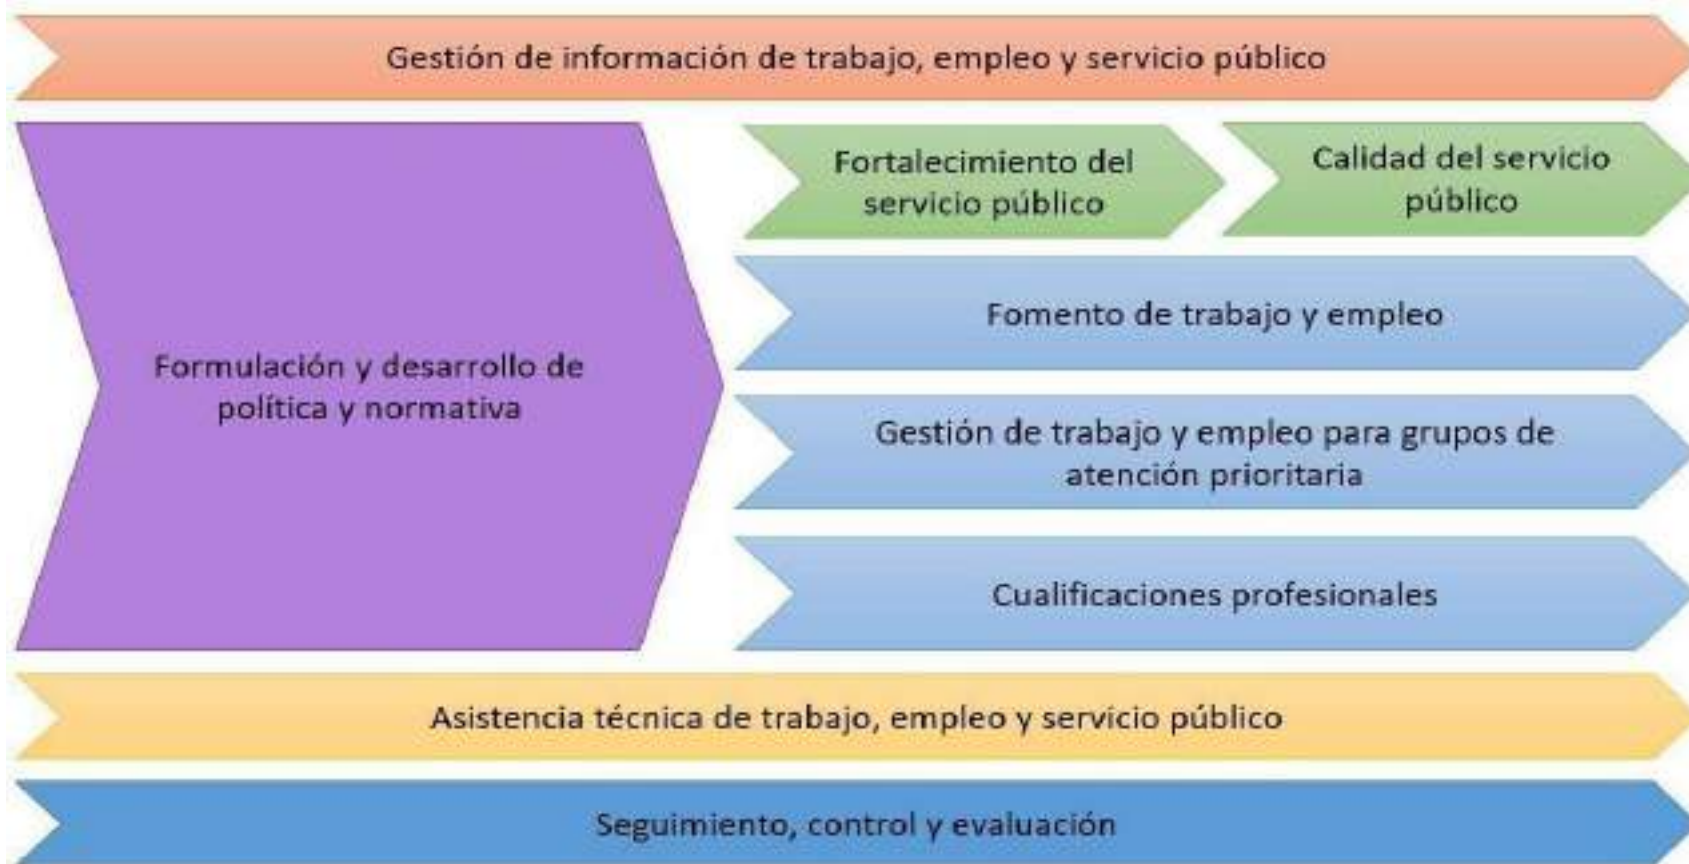 Gestión de información de trabajo, empleo y servicio público
Fortalecimiento del
servicio público
Calidad del servicio
público
Fomento de trabajo y empleo
Formulación y desarrollo de
política y normativa
Gestión de trabajo y empleo para grupos de
atención prioritaria
Cualificaciones profesionales
Asistencia técnica de trabajo, empleo y servicio público
Seguimiento, control y evaluación